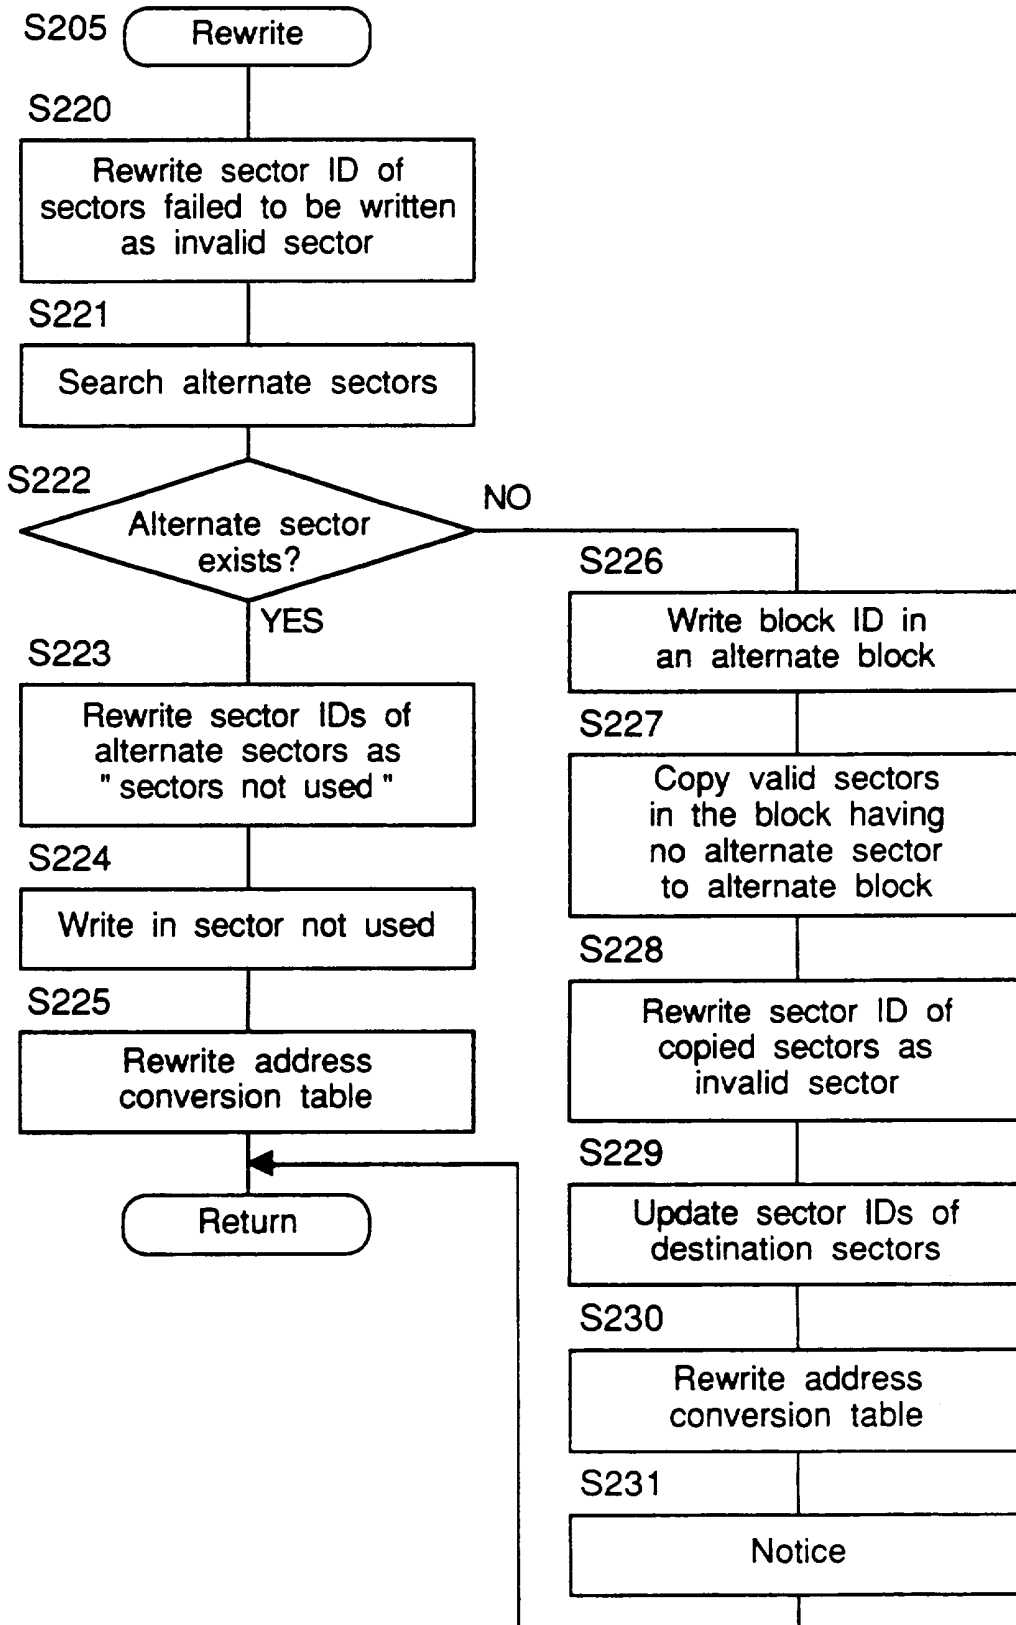 S205
Rewrite
S220
Rewrite sector ID of
sectors failed to be written
as invalid sector
S221
Search alternate sectors
S222
Alternate sector
exists?
NO
YES
S223
Rewrite sector IDs of
alternate sectors as
" sectors not used "
S224
Write in sector not used
S225
Rewrite address
conversion table
Return
S226
Write block ID in
an alternate block
S227
Copy valid sectors
in the block having
no alternate sector
to alternate block
S228
Rewrite sector ID of
copied sectors as
invalid sector
S229
Update sector IDs of
destination sectors
S230
Rewrite address
conversion table
S231
Notice